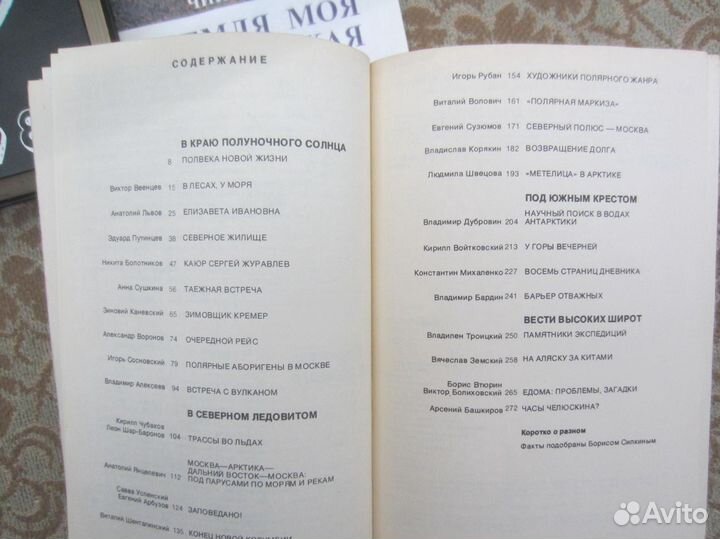 ЗЕМЛЯ МОЯ
СОДЕРЖАНИЕ
В КРАЮ ПОЛУНОЧНОГО СОЛНЦА
8 ПОЛВЕКА НОВОЙ ЖИЗНИ
Виктор Веенцев 15 В ЛЕСАХ, У МОРЯ
Анатолий Львов 25 ЕЛИЗАВЕТА ИВАНОВНА
Эдуард Путинцев 38 СЕВЕРНОЕ ЖИЛИЩЕ
Никита Болотников 47 КАЮР СЕРГЕЙ ЖУРАВЛЕВ
Анна Сушкина 56 ТАЕЖНАЯ ВСТРЕЧА
Зиновий Каневский 65 ЗИМОВЩИК КРЕМЕР
Александр Воронов 74 ОЧЕРЕДНОЙ РЕЙС
Игорь Сосновский 79 ПОЛЯРНЫЕ АБОРИГЕНЫ В МОСКВЕ
Владимир Алексеев 94 ВСТРЕЧА С ВУЛКАНОМ
В СЕВЕРНОМ ЛЕДОВИТОМ
Кирилл Чубаков
Леон Шар-Баронов 104 ТРАССЫ ВО ЛЬДАХ
МОСКВА—АРКТИКА—
Анатолий Янцелевич 112 ДАЛЬНИЙ ВОСТОК—МОСКВА:
ПОД ПАРУСАМИ ПО МОРЯМ И РЕКАМ
Савва Успенский
Евгений Арбузов 124 ЗАПОВЕДАНО!
Виталий Шенталинский 135 КОНЕЦ НОВОЙ
Игорь Рубан 154 ХУДОЖНИКИ ПОЛЯРНОГО ЖАНРА
Виталий Волович 161 «ПОЛЯРНАЯ МАРКИЗА»
Евгений Сузюмов 171 СЕВЕРНЫЙ ПОЛЮС — МОСКВА
Владислав Корякин 182 ВОЗВРАЩЕНИЕ ДОЛГА
Людмила Швецова 193 «МЕТЕЛИЦА» В АРКТИКЕ
ПОД ЮЖНЫМ КРЕСТОМ
Владимир Дубровин 204 НАУЧНЫЙ ПОИСК В ВОДАХ
АНТАРКТИКИ
Кирилл Войтковский 213 У ГОРЫ ВЕЧЕРНЕЙ
Константин Михаленко 227 ВОСЕМЬ СТРАНИЦ ДНЕВНИКА
Владимир Бардин 241 БАРЬЕР ОТВАЖНЫХ
ВЕСТИ ВЫСОКИХ ШИРОТ
Владилен Троицкий 250 ПАМЯТНИКИ ЭКСПЕДИЦИЙ
Вячеслав Земский 258 НА АЛЯСКУ ЗА КИТАМИ
Борис Втюрин
Виктор Болиховский 265 ЕДОМА: ПРОБЛЕМЫ, ЗАГАДКИ
Арсений Башкиров 272 ЧАСЫ ЧЕЛЮСКИНА?
Коротко о разном
Факты подобраны Борисом Силкиным
Avito